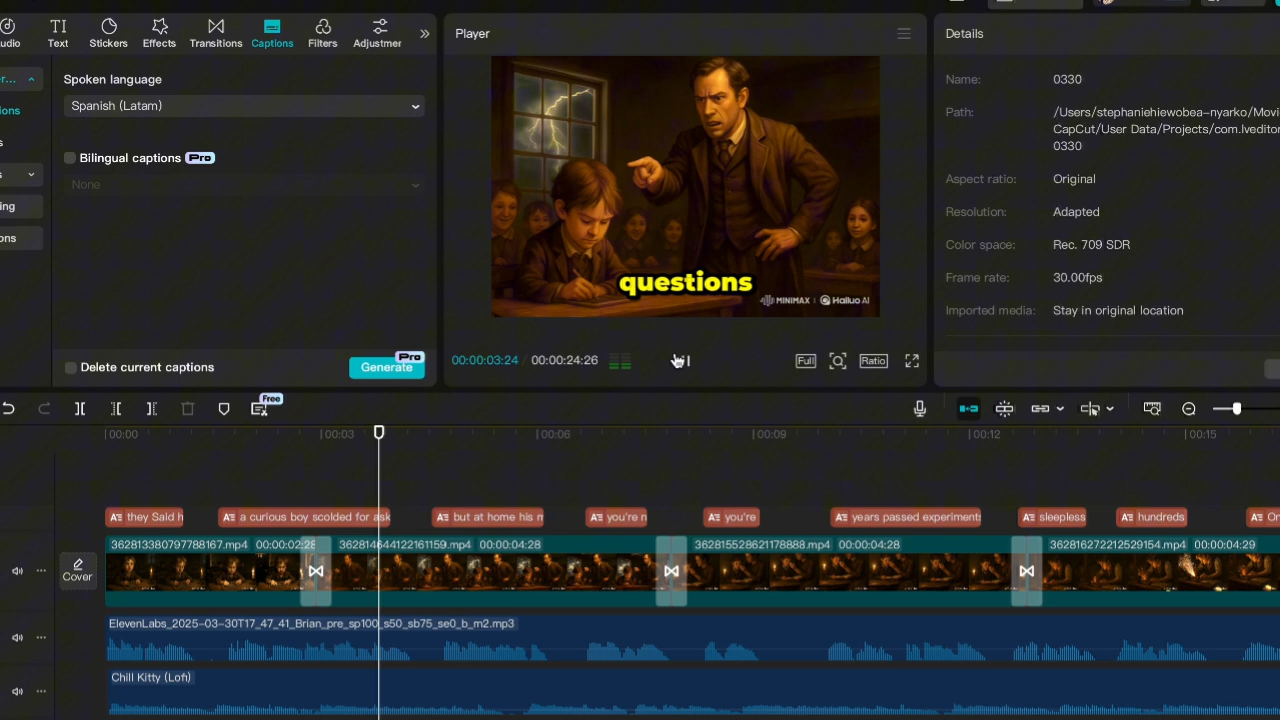 Text
Stickers
Effects
Transitions
Captions
Filters
Spoken language
Spanish (Latam)
Bilingual captions Pro
None
Delete current captions
Pro
Generate
Player
questions
MINIMAX | Hailuo AI
00:00:03:24 / 00:00:24:26
Full
Ratio
Details
Name: 0330
Path: /Users/stephaniehiewobea-nyarko/Movi
CapCut/User Data/Projects/com.lveditor
0330
Aspect ratio: Original
Resolution: Adapted
Color space: Rec. 709 SDR
Frame rate: 30.00fps
Imported media: Stay in original location
Free
00:00 00:03 00:06 00:09 00:12 00:15
they Said h
a curious boy scolded for ask
but at home his m
you're n
you're
years passed experiments
sleepless
hundreds
Cover
362813380797788167.mp4 00:00:02:28
362814644122161159.mp4 00:00:04:28
362815528621178888.mp4 00:00:04:28
362816272212529154.mp4 00:00:04:29
ElevenLabs_2025-03-30T17_47_41_Brian_pre_sp100_s50_sb75_se0_b_m2.mp3
Chill Kitty (Lofi)